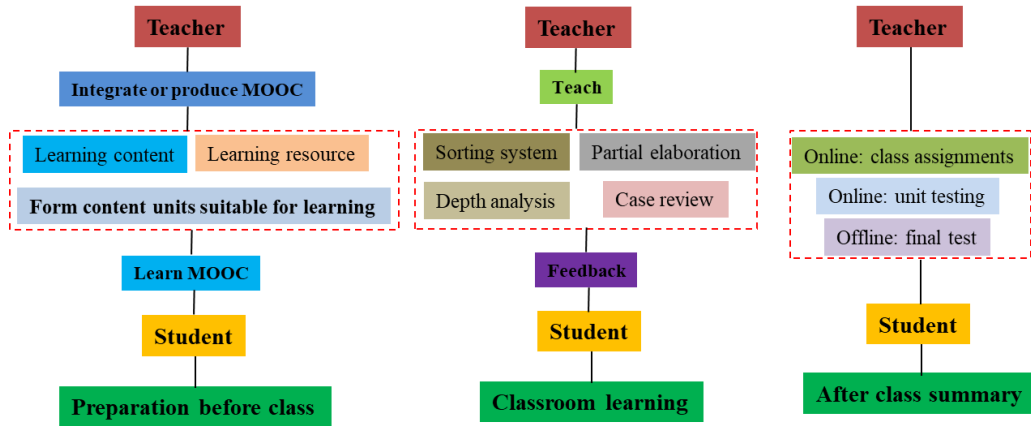 Teacher
Integrate or produce MOOC
Learning content
Learning resource
Form content units suitable for learning
Learn MOOC
Student
Preparation before class
Teacher
Teach
Sorting system
Partial elaboration
Depth analysis
Case review
Feedback
Student
Classroom learning
Teacher
Online: class assignments
Online: unit testing
Offline: final test
Student
After class summary